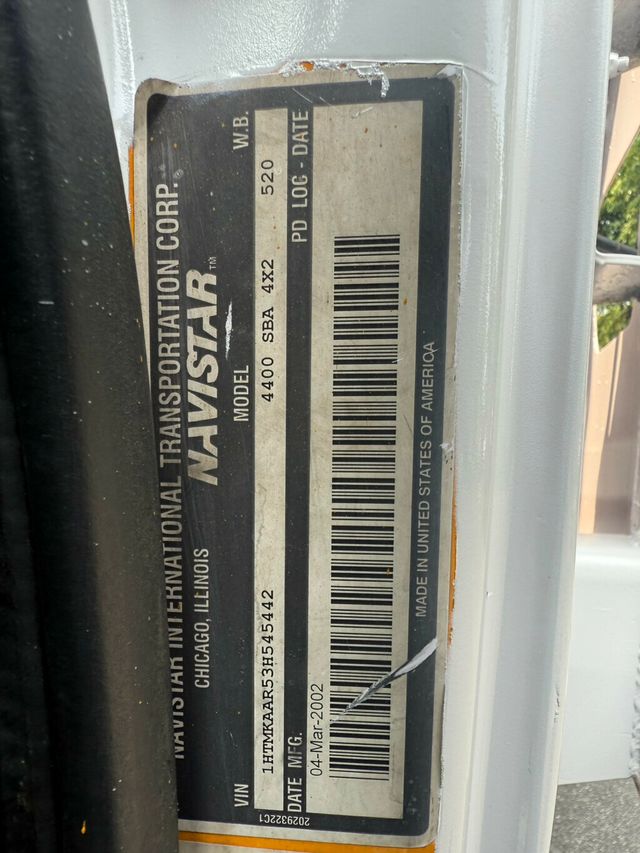 NAVISTAR INTERNATIONAL TRANSPORTATION CORP.
CHICAGO, ILLINOIS NAVISTAR™
VIN MODEL W.B.
1HTMKAAR53H545442 4400 SBA 4X2 520
DATE MFG. PD LOC - DATE
04-Mar-2002
MADE IN UNITED STATES OF AMERICA
2029322C1